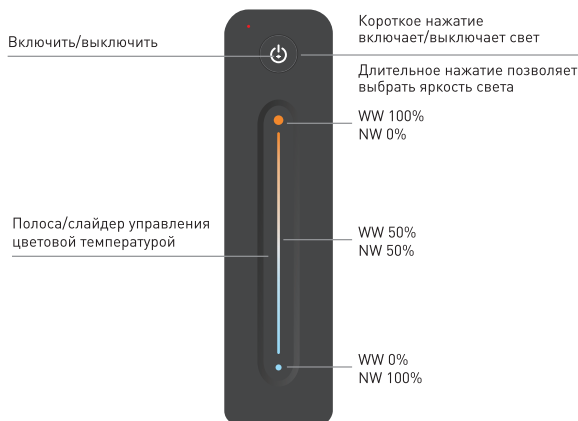 Включить/выключить
Короткое нажатие
включает/выключает свет
Длительное нажатие позволяет
выбрать яркость света
WW 100%
NW 0%
Полоса/слайдер управления
цветовой температурой
WW 50%
NW 50%
WW 0%
NW 100%